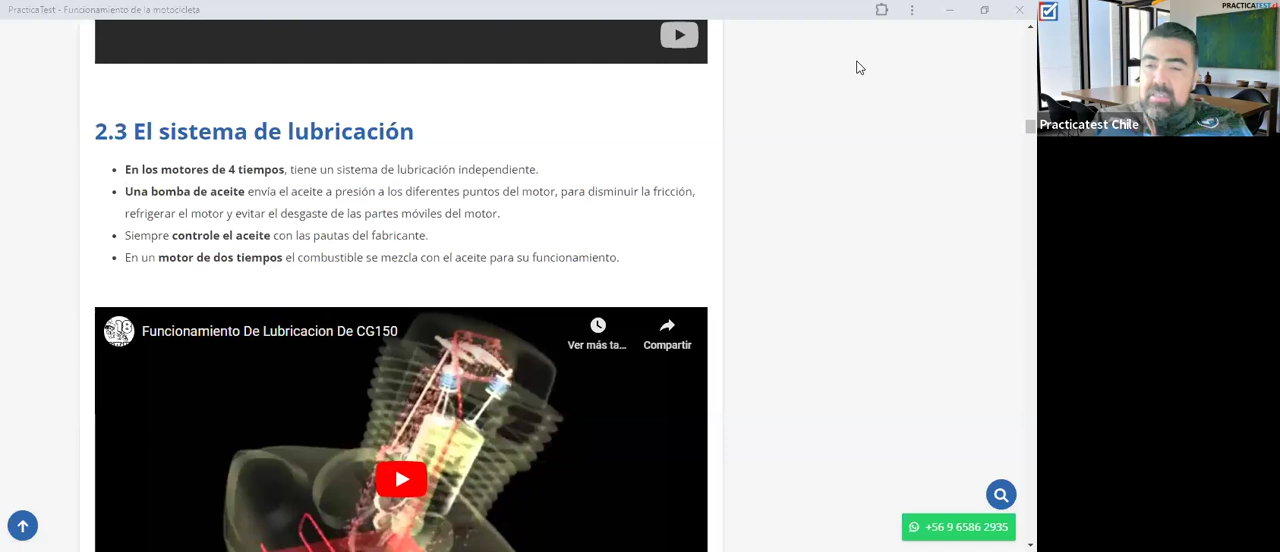 PracticaTest - Funcionamiento de la motocicleta
PRACTICATEST.cl
Practicatest Chile
2.3 El sistema de lubricación
En los motores de 4 tiempos, tiene un sistema de lubricación independiente.
Una bomba de aceite envía el aceite a presión a los diferentes puntos del motor, para disminuir la fricción,
refrigerar el motor y evitar el desgaste de las partes móviles del motor.
Siempre controle el aceite con las pautas del fabricante.
En un motor de dos tiempos el combustible se mezcla con el aceite para su funcionamiento.
18
Funcionamiento De Lubricacion De CG150
Ver más ta...
Compartir
+56 9 6586 2935